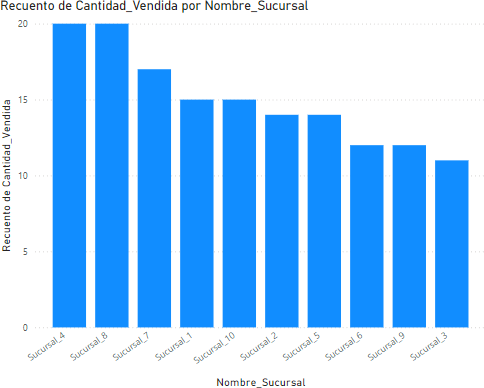 Recuento de Cantidad_Vendida por Nombre_Sucursal
Recuento de Cantidad_Vendida
20
15
10
5
0
Sucursal_4
Sucursal_8
Sucursal_7
Sucursal_1
Sucursal_10
Sucursal_2
Sucursal_5
Sucursal_6
Sucursal_9
Sucursal_3
Nombre_Sucursal